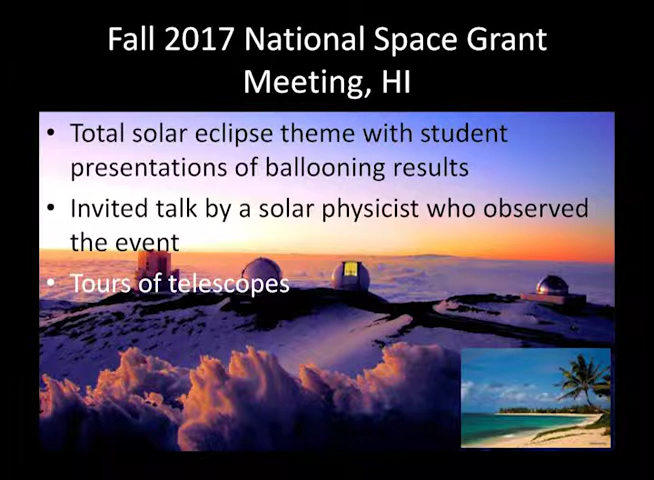 Fall 2017 National Space Grant
Meeting, HI
• Total solar eclipse theme with student
presentations of ballooning results
• Invited talk by a solar physicist who observed
the event
• Tours of telescopes